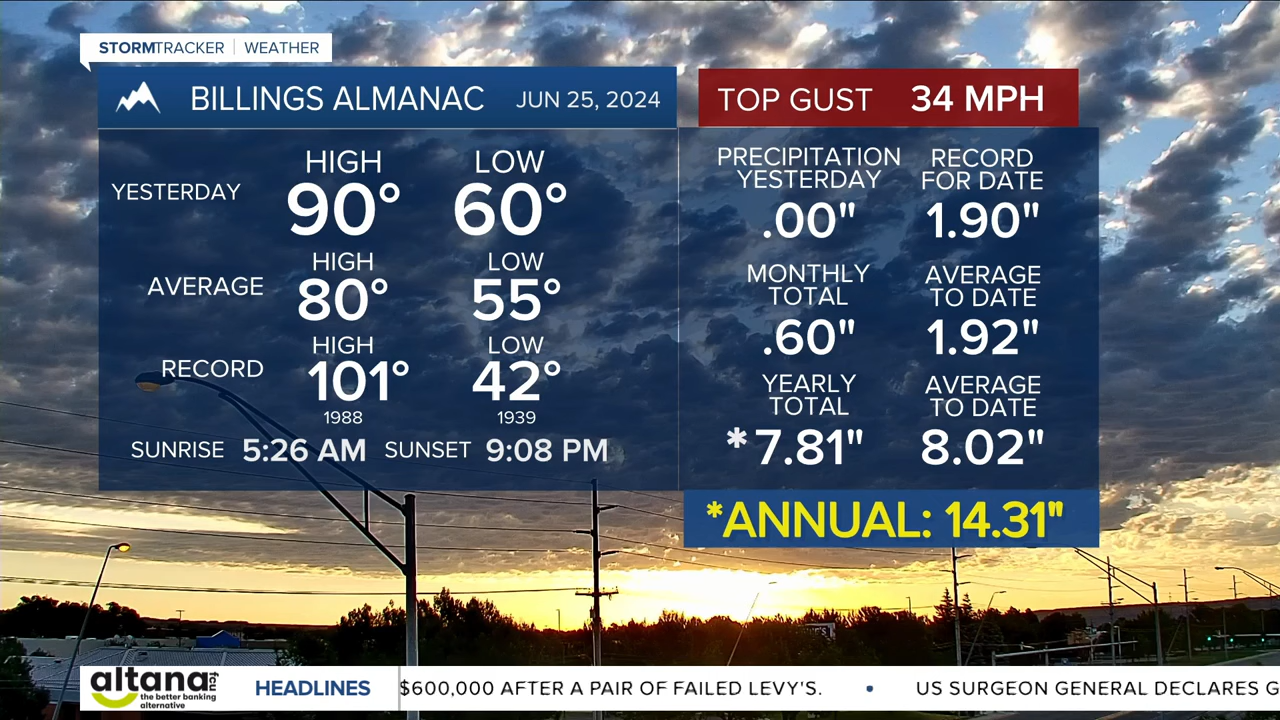 STORMTRACKER | WEATHER
BILLINGS ALMANAC JUN 25, 2024
HIGH LOW
YESTERDAY 90° 60°
HIGH LOW
AVERAGE 80° 55°
HIGH LOW
RECORD 101° 42°
1988 1939
SUNRISE 5:26 AM SUNSET 9:08 PM
TOP GUST 34 MPH
PRECIPITATION YESTERDAY
RECORD FOR DATE
.00" 1.90"
MONTHLY TOTAL
AVERAGE TO DATE
.60" 1.92"
YEARLY TOTAL
AVERAGE TO DATE
*7.81" 8.02"
*ANNUAL: 14.31"
altana fcu
the better banking
alternative
HEADLINES
$600,000 AFTER A PAIR OF FAILED LEVY'S. • US SURGEON GENERAL DECLARES G